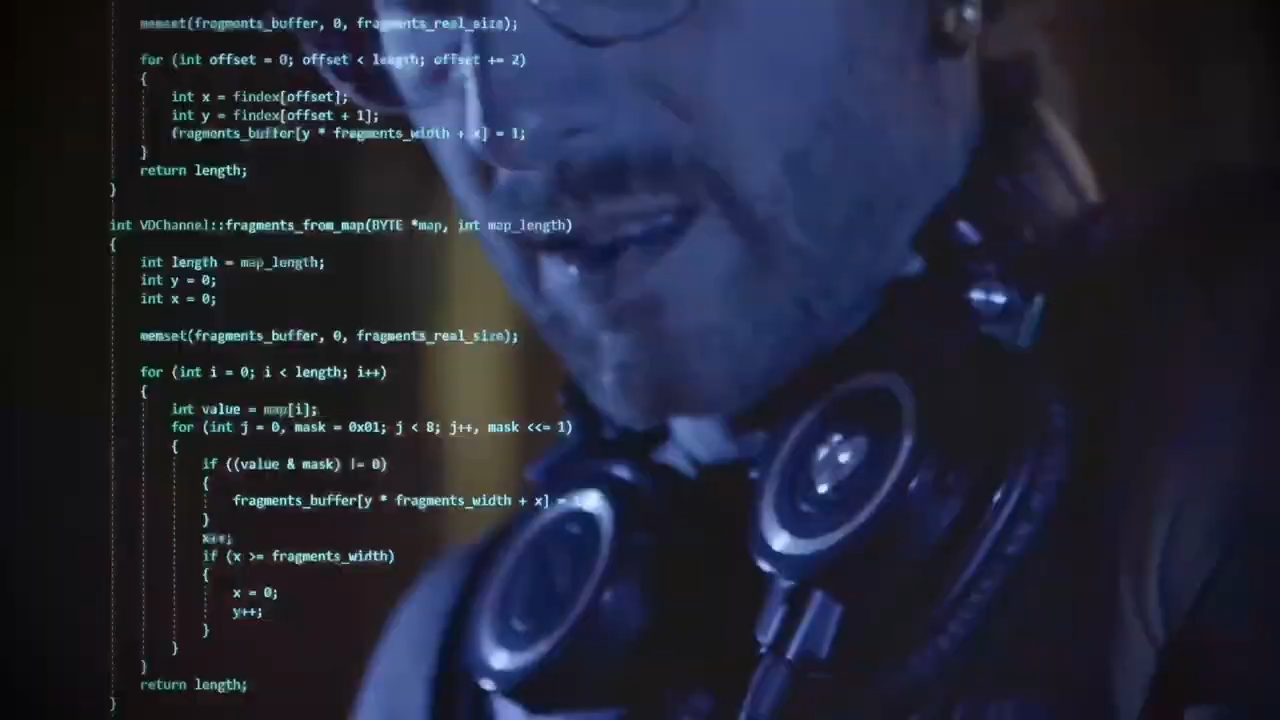 memset(fragments_buffer, 0, fragments_real_size);
for (int offset = 0; offset < length; offset += 2)
{
int x = findex[offset];
int y = findex[offset + 1];
fragments_buffer[y * fragments_width + x] = 1;
}
return length;
}
int VDChannel::fragments_from_map(BYTE *map, int map_length)
{
int length = map_length;
int y = 0;
int x = 0;
memset(fragments_buffer, 0, fragments_real_size);
for (int i = 0; i < length; i++)
{
int value = map[i];
for (int j = 0, mask = 0x01; j < 8; j++, mask <<= 1)
{
if ((value & mask) != 0)
{
fragments_buffer[y * fragments_width + x] = 1;
}
x++;
if (x >= fragments_width)
{
x = 0;
y++;
}
}
}
return length;
}